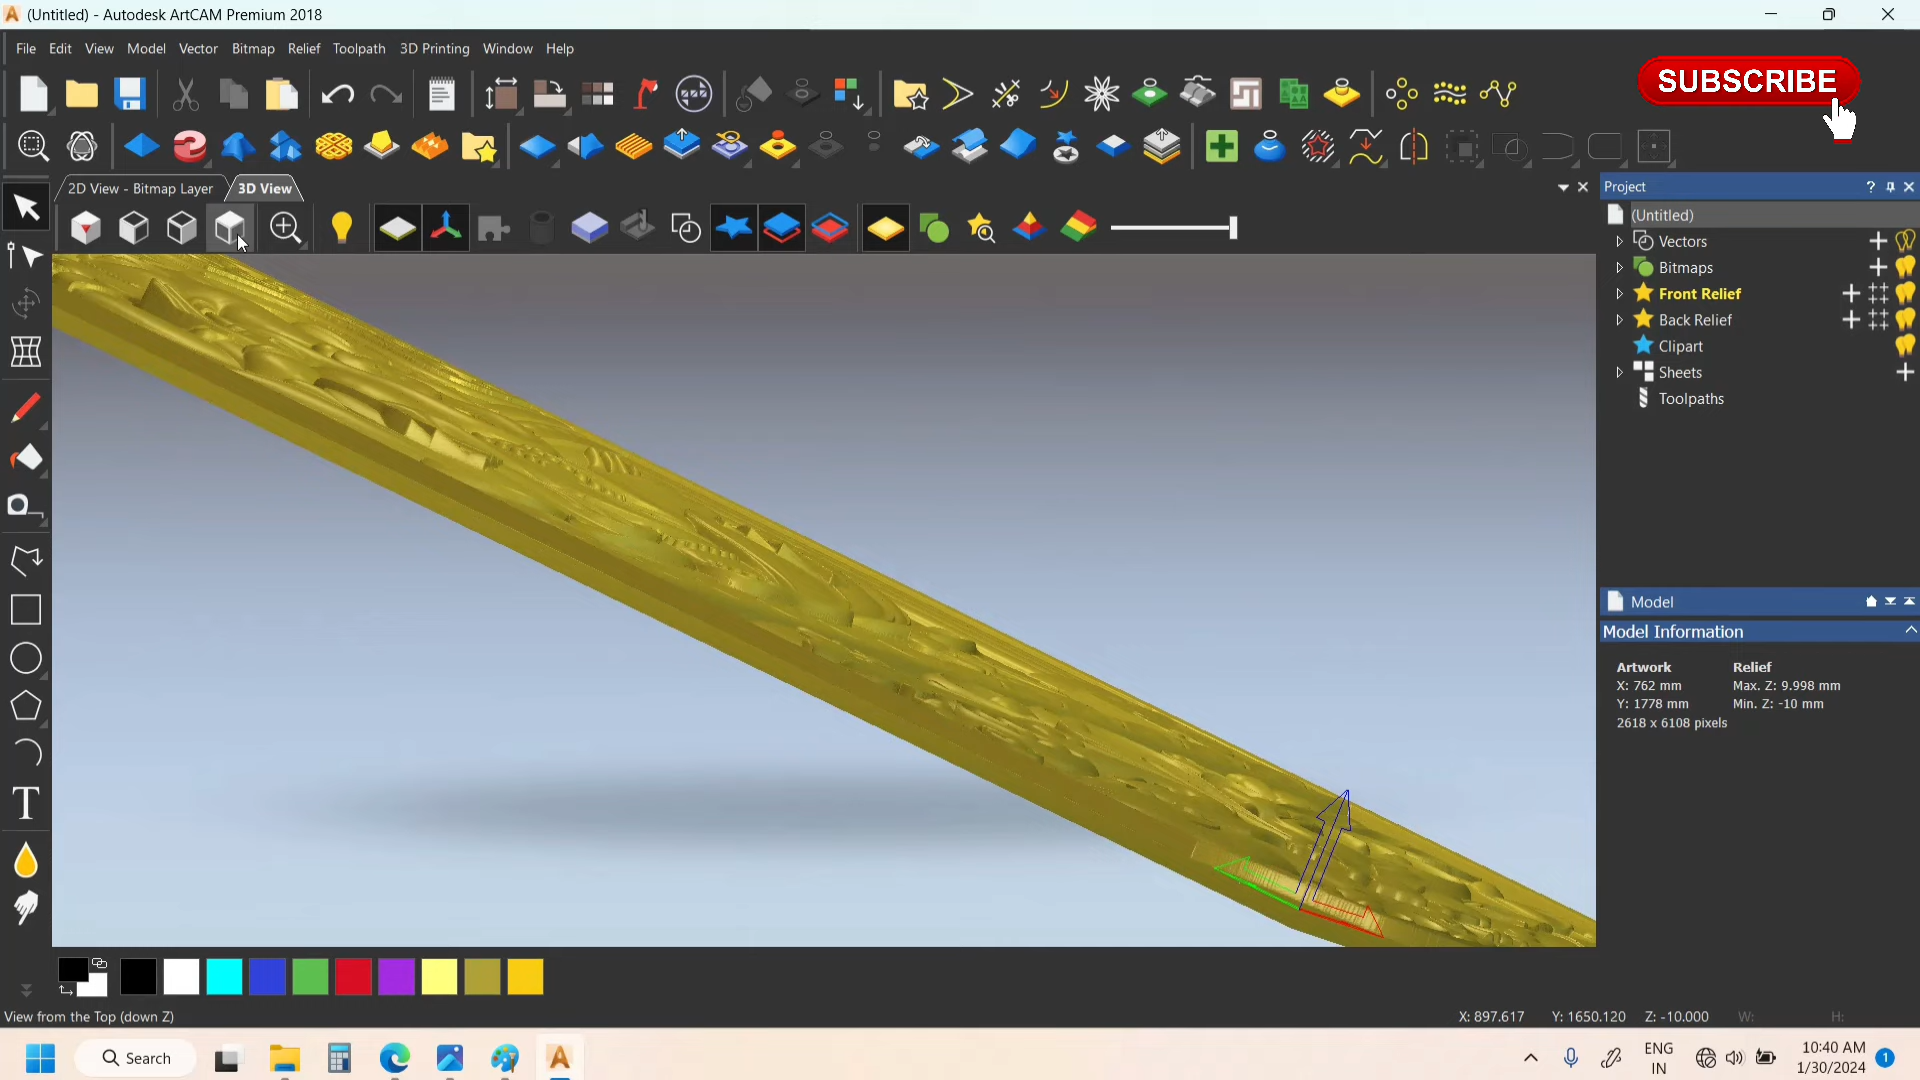 (Untitled) - Autodesk ArtCAM Premium 2018
File Edit View Model Vector Bitmap Relief Toolpath 3D Printing Window Help
SUBSCRIBE
2D View - Bitmap Layer 3D View
Project
(Untitled)
Vectors
Bitmaps
Front Relief
Back Relief
Clipart
Sheets
Toolpaths
Model
Model Information
Artwork Relief
X: 762 mm Max. Z: 9.998 mm
Y: 1778 mm Min. Z: -10 mm
2618 x 6108 pixels
View from the Top (down Z)
X: 897.617 Y: 1650.120 Z: -10.000 W: H:
Search
ENG
IN
10:40 AM
1/30/2024
1